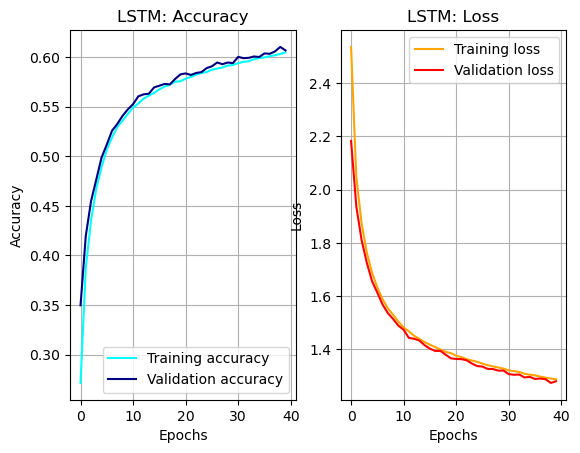 LSTM: Accuracy
Accuracy
0.60
0.55
0.50
0.45
0.40
0.35
0.30
Training accuracy
Validation accuracy
0 10 20 30 40
Epochs
LSTM: Loss
Loss
2.4
2.2
2.0
1.8
1.6
1.4
Training loss
Validation loss
0 10 20 30 40
Epochs